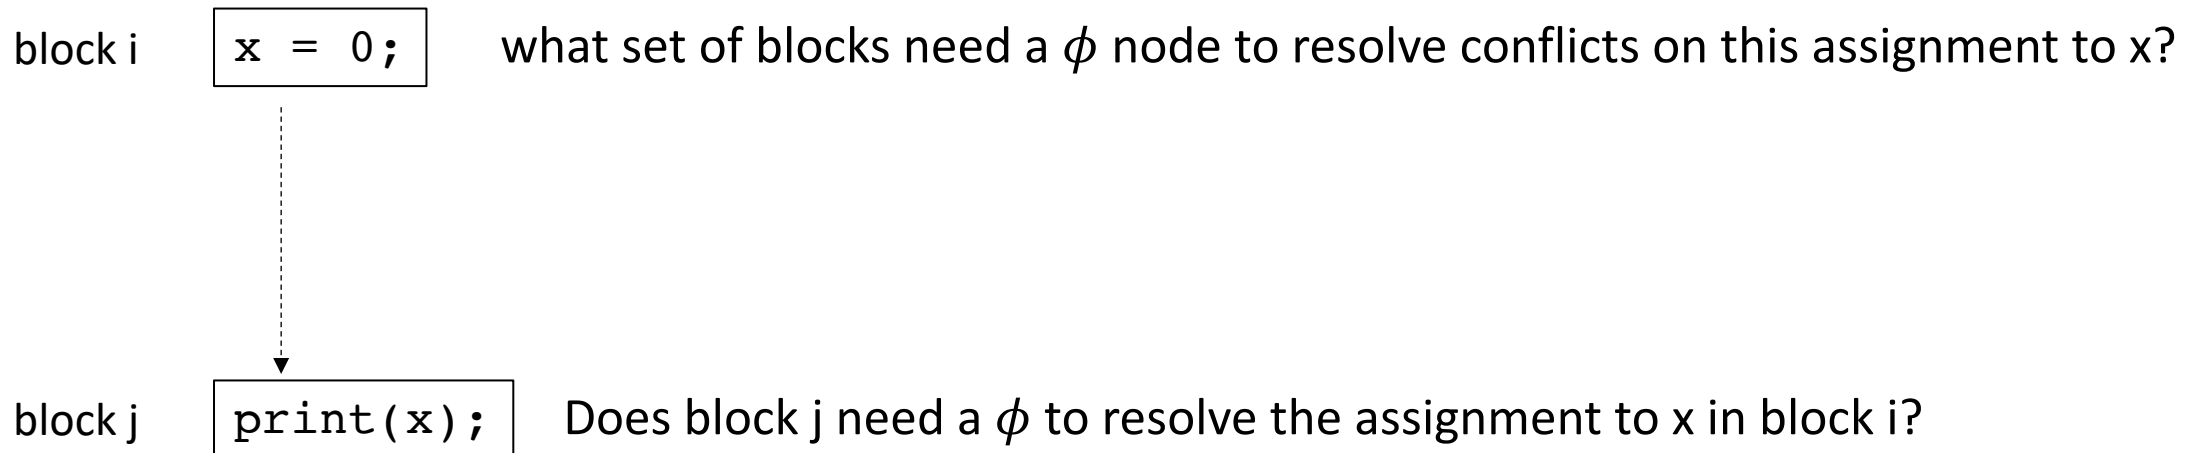 block i x = 0; what set of blocks need a ϕ node to resolve conflicts on this assignment to x?
block j print(x); Does block j need a ϕ to resolve the assignment to x in block i?